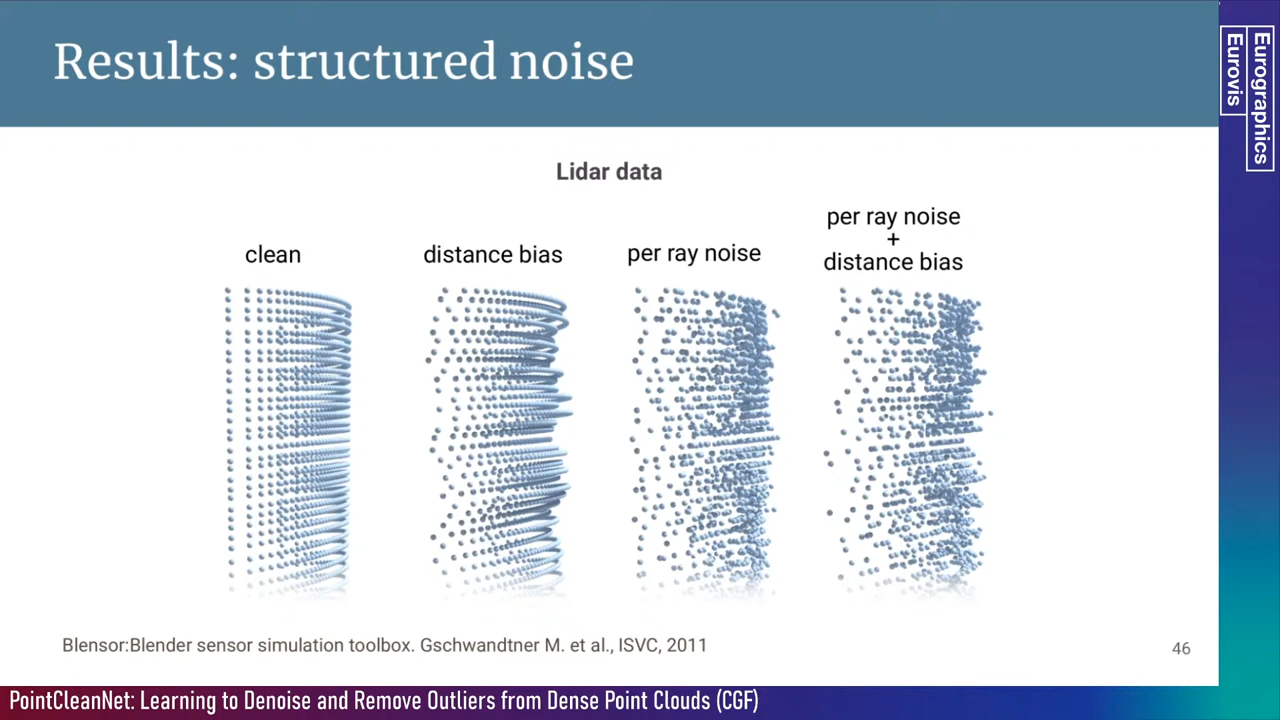 Results: structured noise
Eurographics
Eurovis
Lidar data
clean
distance bias
per ray noise
per ray noise
+
distance bias
Blensor:Blender sensor simulation toolbox. Gschwandtner M. et al., ISVC, 2011
46
PointCleanNet: Learning to Denoise and Remove Outliers from Dense Point Clouds (CGF)